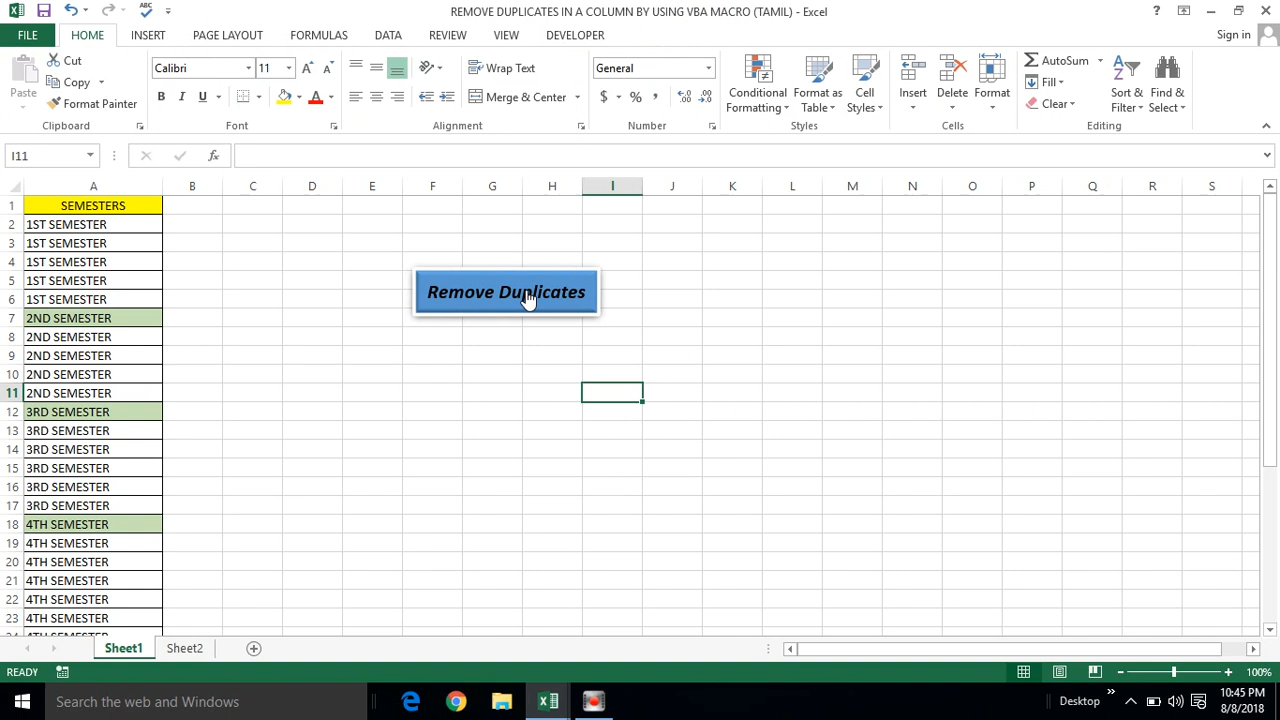 REMOVE DUPLICATES IN A COLUMN BY USING VBA MACRO (TAMIL) - Excel
FILE HOME INSERT PAGE LAYOUT FORMULAS DATA REVIEW VIEW DEVELOPER Sign in
Paste
Cut
Copy
Format Painter
Clipboard
Calibri 11
B I U A
Font
Wrap Text
Merge & Center
Alignment
General
$ %
Number
Conditional Formatting
Format as Table
Cell Styles
Styles
Insert Delete Format
Cells
AutoSum
Fill
Clear
Sort & Filter
Find & Select
Editing
I11 fx
A B C D E F G H I J K L M N O P Q R S
1 SEMESTERS
2 1ST SEMESTER
3 1ST SEMESTER
4 1ST SEMESTER
5 1ST SEMESTER
6 1ST SEMESTER
7 2ND SEMESTER
8 2ND SEMESTER
9 2ND SEMESTER
10 2ND SEMESTER
11 2ND SEMESTER
12 3RD SEMESTER
13 3RD SEMESTER
14 3RD SEMESTER
15 3RD SEMESTER
16 3RD SEMESTER
17 3RD SEMESTER
18 4TH SEMESTER
19 4TH SEMESTER
20 4TH SEMESTER
21 4TH SEMESTER
22 4TH SEMESTER
23 4TH SEMESTER
24 4TH SEMESTER
Remove Duplicates
Sheet1 Sheet2
READY 100%
Search the web and Windows
Desktop
10:45 PM
8/8/2018